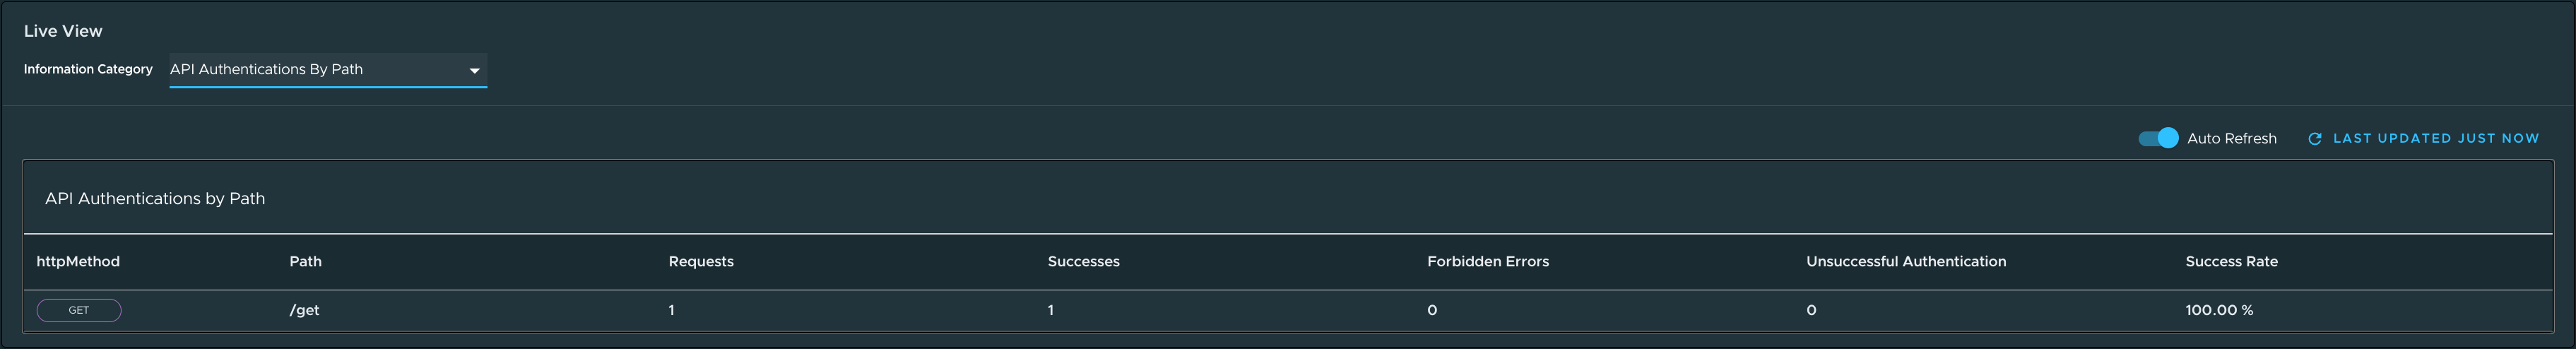 Live View
Information Category API Authentications By Path
Auto Refresh LAST UPDATED JUST NOW
API Authentications by Path
httpMethod Path Requests Successes Forbidden Errors Unsuccessful Authentication Success Rate
GET /get 1 1 0 0 100.00 %